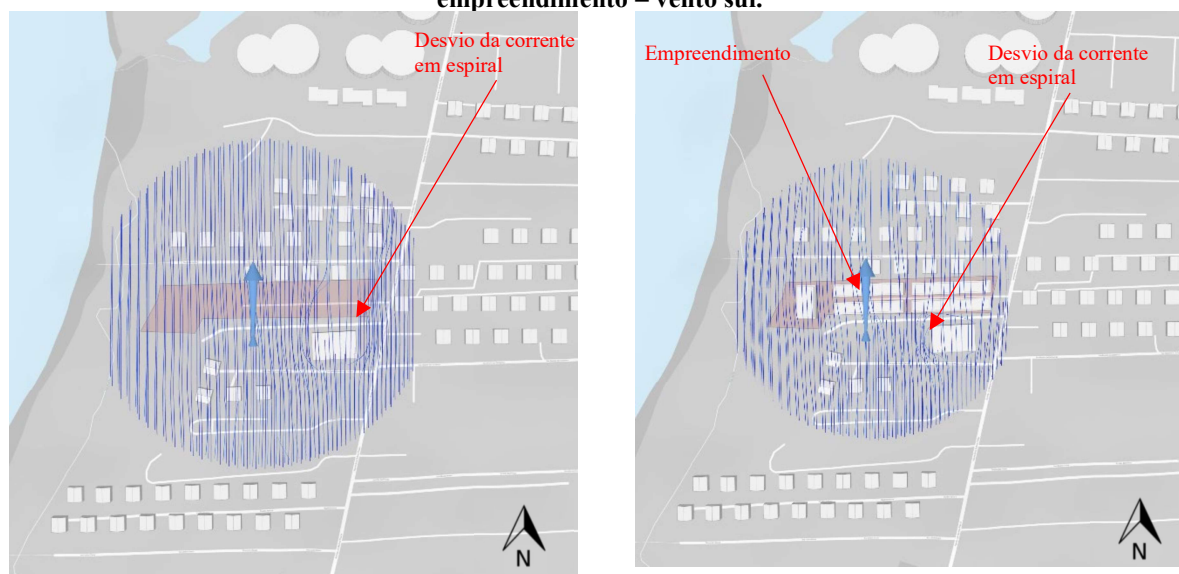 empreendimento – vento sul.
Desvio da corrente
em espiral
N
Empreendimento
Desvio da corrente
em espiral
N